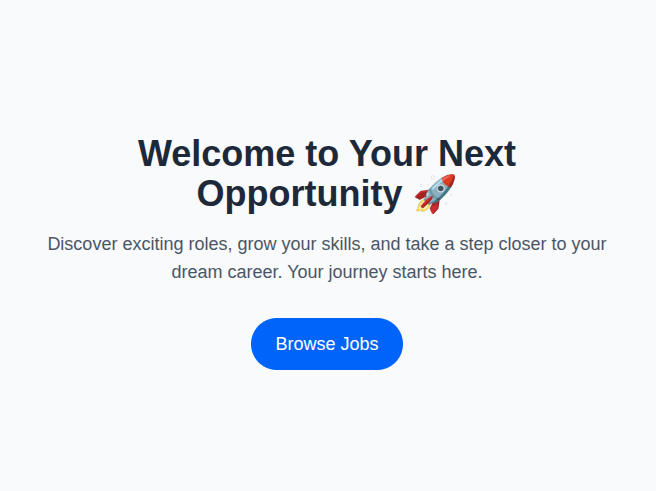 Welcome to Your Next
Opportunity 🚀
Discover exciting roles, grow your skills, and take a step closer to your
dream career. Your journey starts here.
Browse Jobs